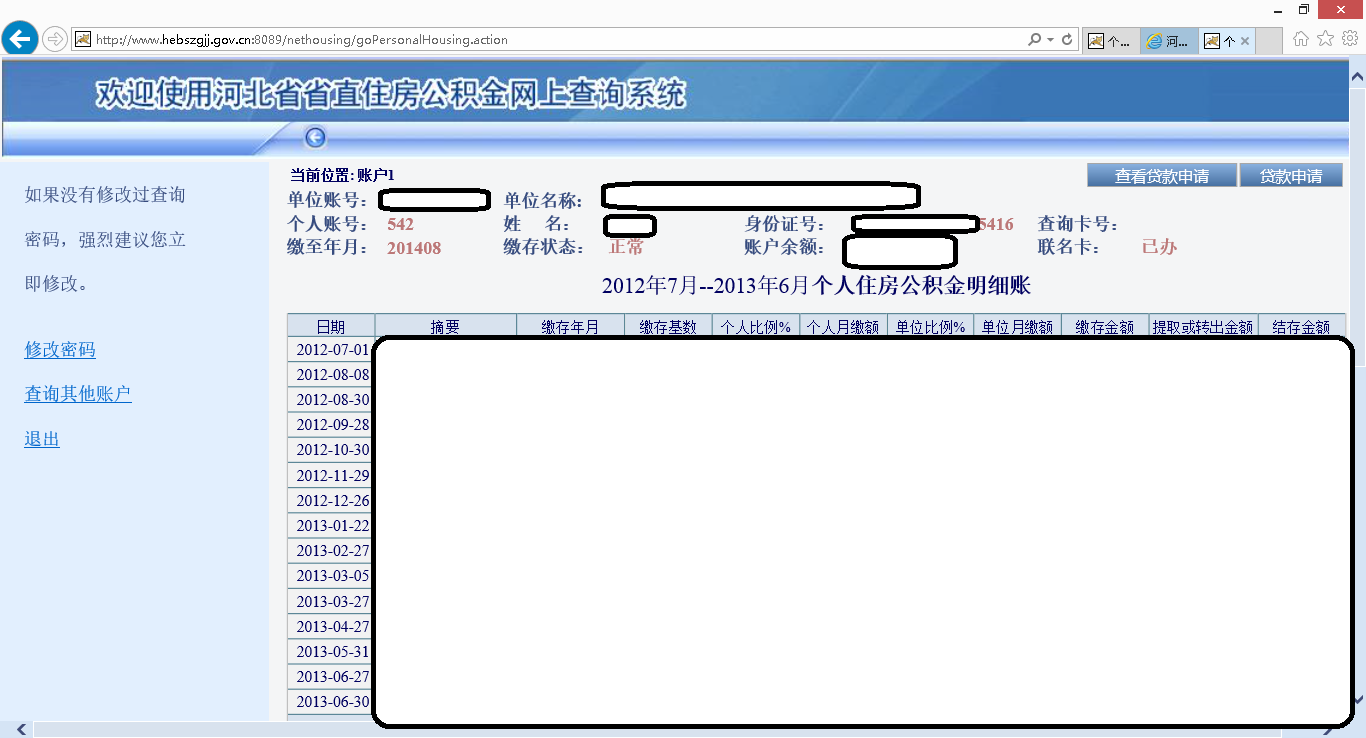 http://www.hebszgjj.gov.cn:8089/nethousing/goPersonalHousing.action
个...
河...
个
欢迎使用河北省省直住房公积金网上查询系统
如果没有修改过查询
密码，强烈建议您立
即修改。
修改密码
查询其他账户
退出
当前位置：账户1
查看贷款申请 贷款申请
单位账号： 单位名称：
个人账号： 542 姓 名： 身份证号： 5416 查询卡号：
缴至年月： 201408 缴存状态： 正常 账户余额： 联名卡： 已办
2012年7月--2013年6月个人住房公积金明细账
日期 摘要 缴存年月 缴存基数 个人比例% 个人月缴额 单位比例% 单位月缴额 缴存金额 提取或转出金额 结存金额
2012-07-01
2012-08-08
2012-08-30
2012-09-28
2012-10-30
2012-11-29
2012-12-26
2013-01-22
2013-02-27
2013-03-05
2013-03-27
2013-04-27
2013-05-31
2013-06-27
2013-06-30